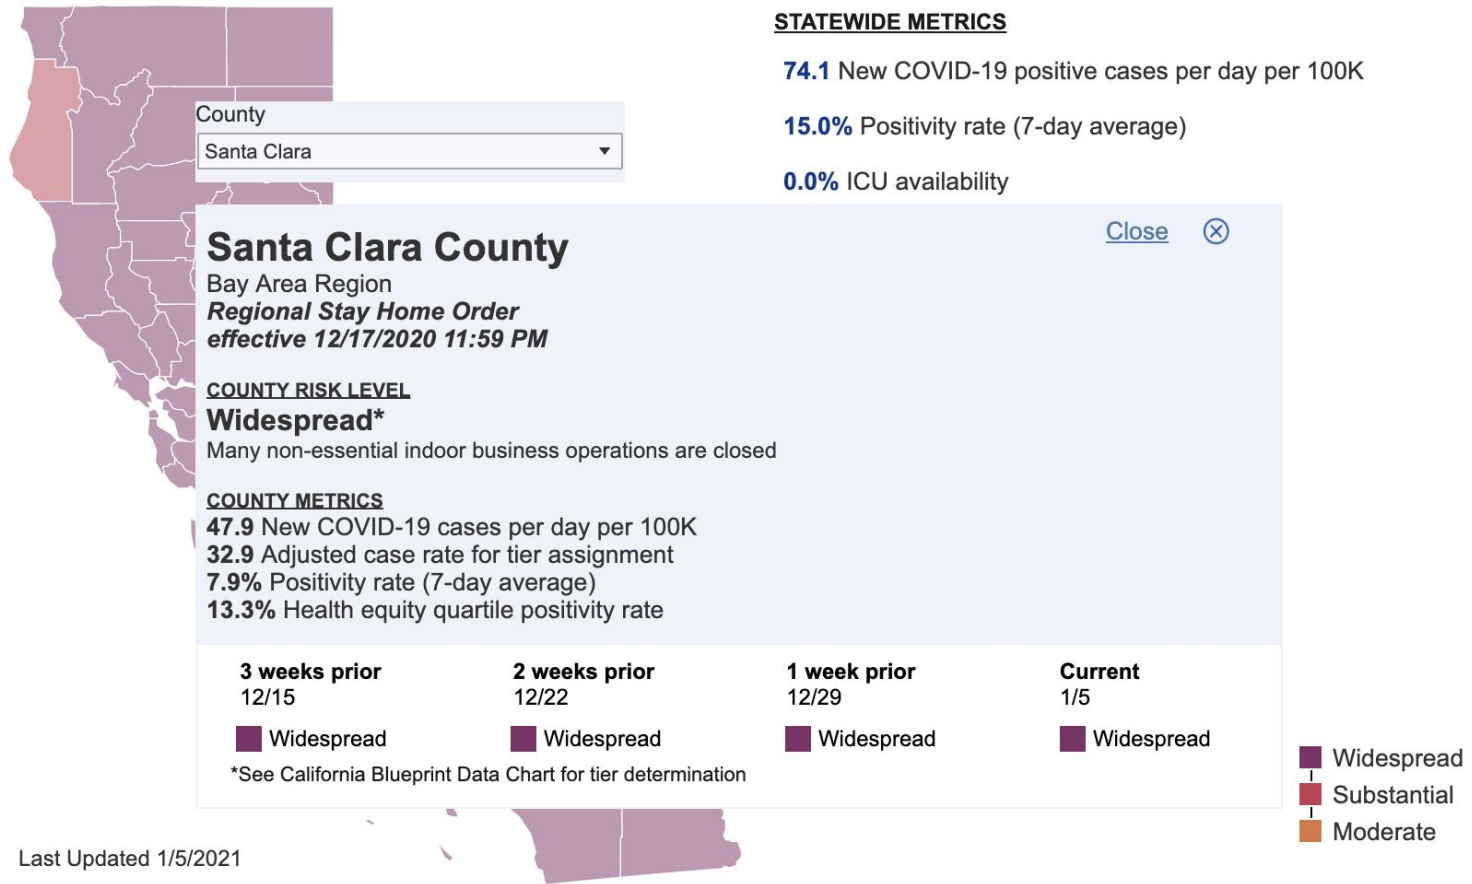 STATEWIDE METRICS
74.1 New COVID-19 positive cases per day per 100K
15.0% Positivity rate (7-day average)
0.0% ICU availability
County
Santa Clara
Close
Santa Clara County
Bay Area Region
Regional Stay Home Order
effective 12/17/2020 11:59 PM
COUNTY RISK LEVEL
Widespread*
Many non-essential indoor business operations are closed
COUNTY METRICS
47.9 New COVID-19 cases per day per 100K
32.9 Adjusted case rate for tier assignment
7.9% Positivity rate (7-day average)
13.3% Health equity quartile positivity rate
3 weeks prior 2 weeks prior 1 week prior Current
12/15 12/22 12/29 1/5
Widespread Widespread Widespread Widespread
*See California Blueprint Data Chart for tier determination
Widespread
Substantial
Moderate
Last Updated 1/5/2021